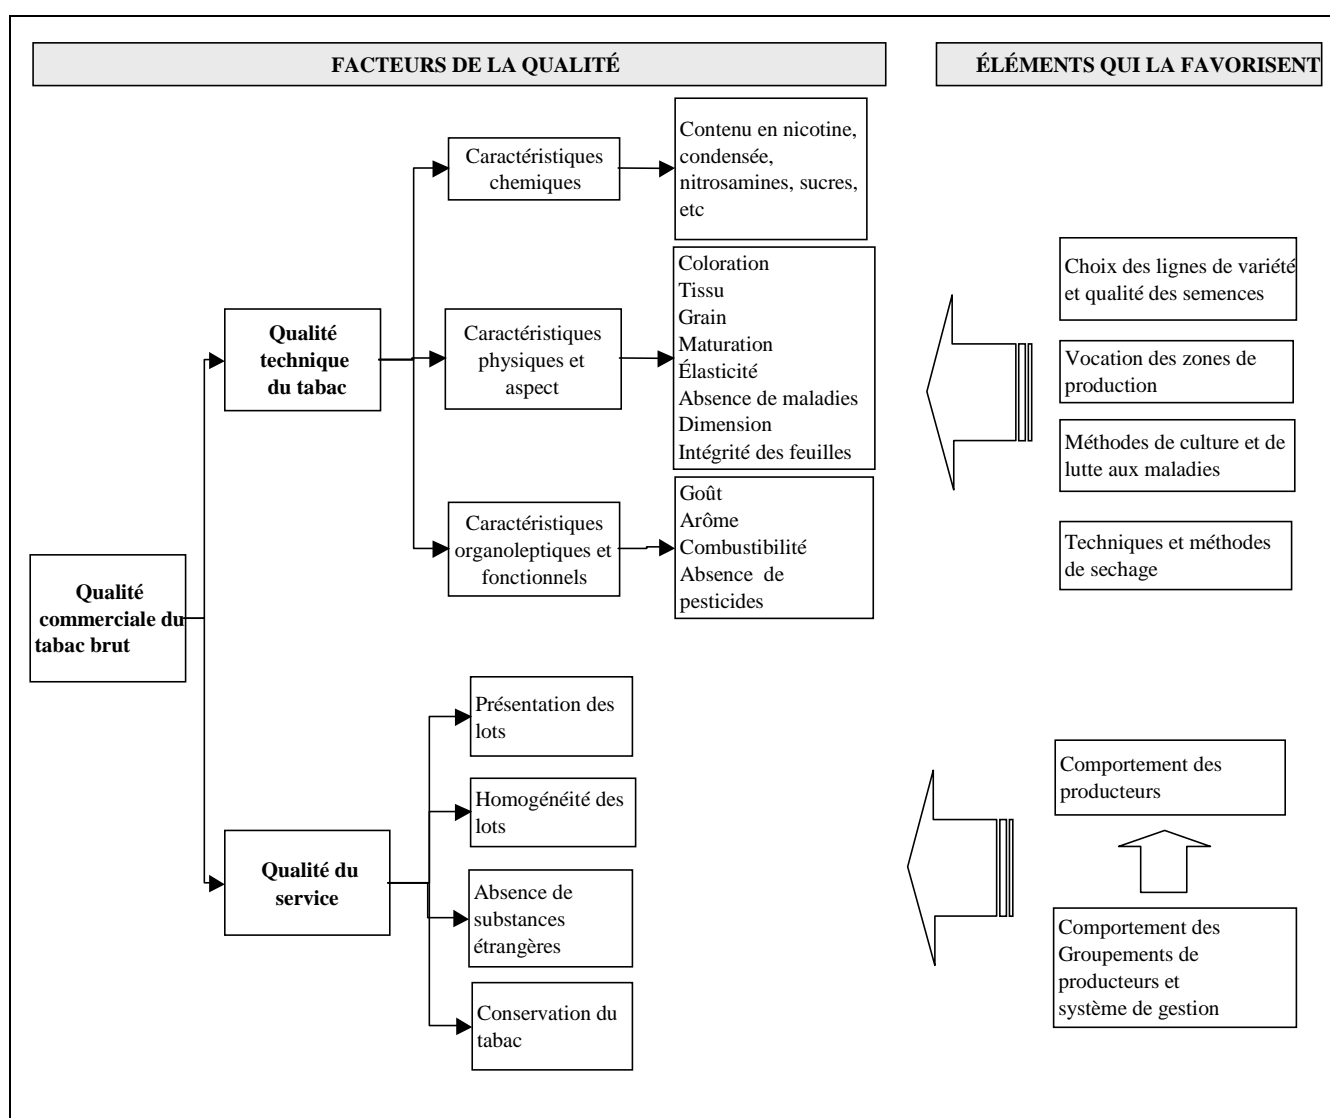 FACTEURS DE LA QUALITÉ
ÉLÉMENTS QUI LA FAVORISENT
Qualité
commerciale du
tabac brut
Qualité
technique
du tabac
Caractéristiques
chemiques
Contenu en nicotine,
condensée,
nitrosamines, sucres,
etc
Caractéristiques
physiques et
aspect
Coloration
Tissu
Grain
Maturation
Élasticité
Absence de maladies
Dimension
Intégrité des feuilles
Caractéristiques
organoleptiques et
fonctionnels
Goût
Arôme
Combustibilité
Absence de
pesticides
Choix des lignes de variété
et qualité des semences
Vocation des zones de
production
Méthodes de culture et de
lutte aux maladies
Techniques et méthodes
de sechage
Qualité du
service
Présentation des
lots
Homogénéité des
lots
Absence de
substances
étrangères
Conservation du
tabac
Comportement des
producteurs
Comportement des
Groupements de
producteurs et
système de gestion